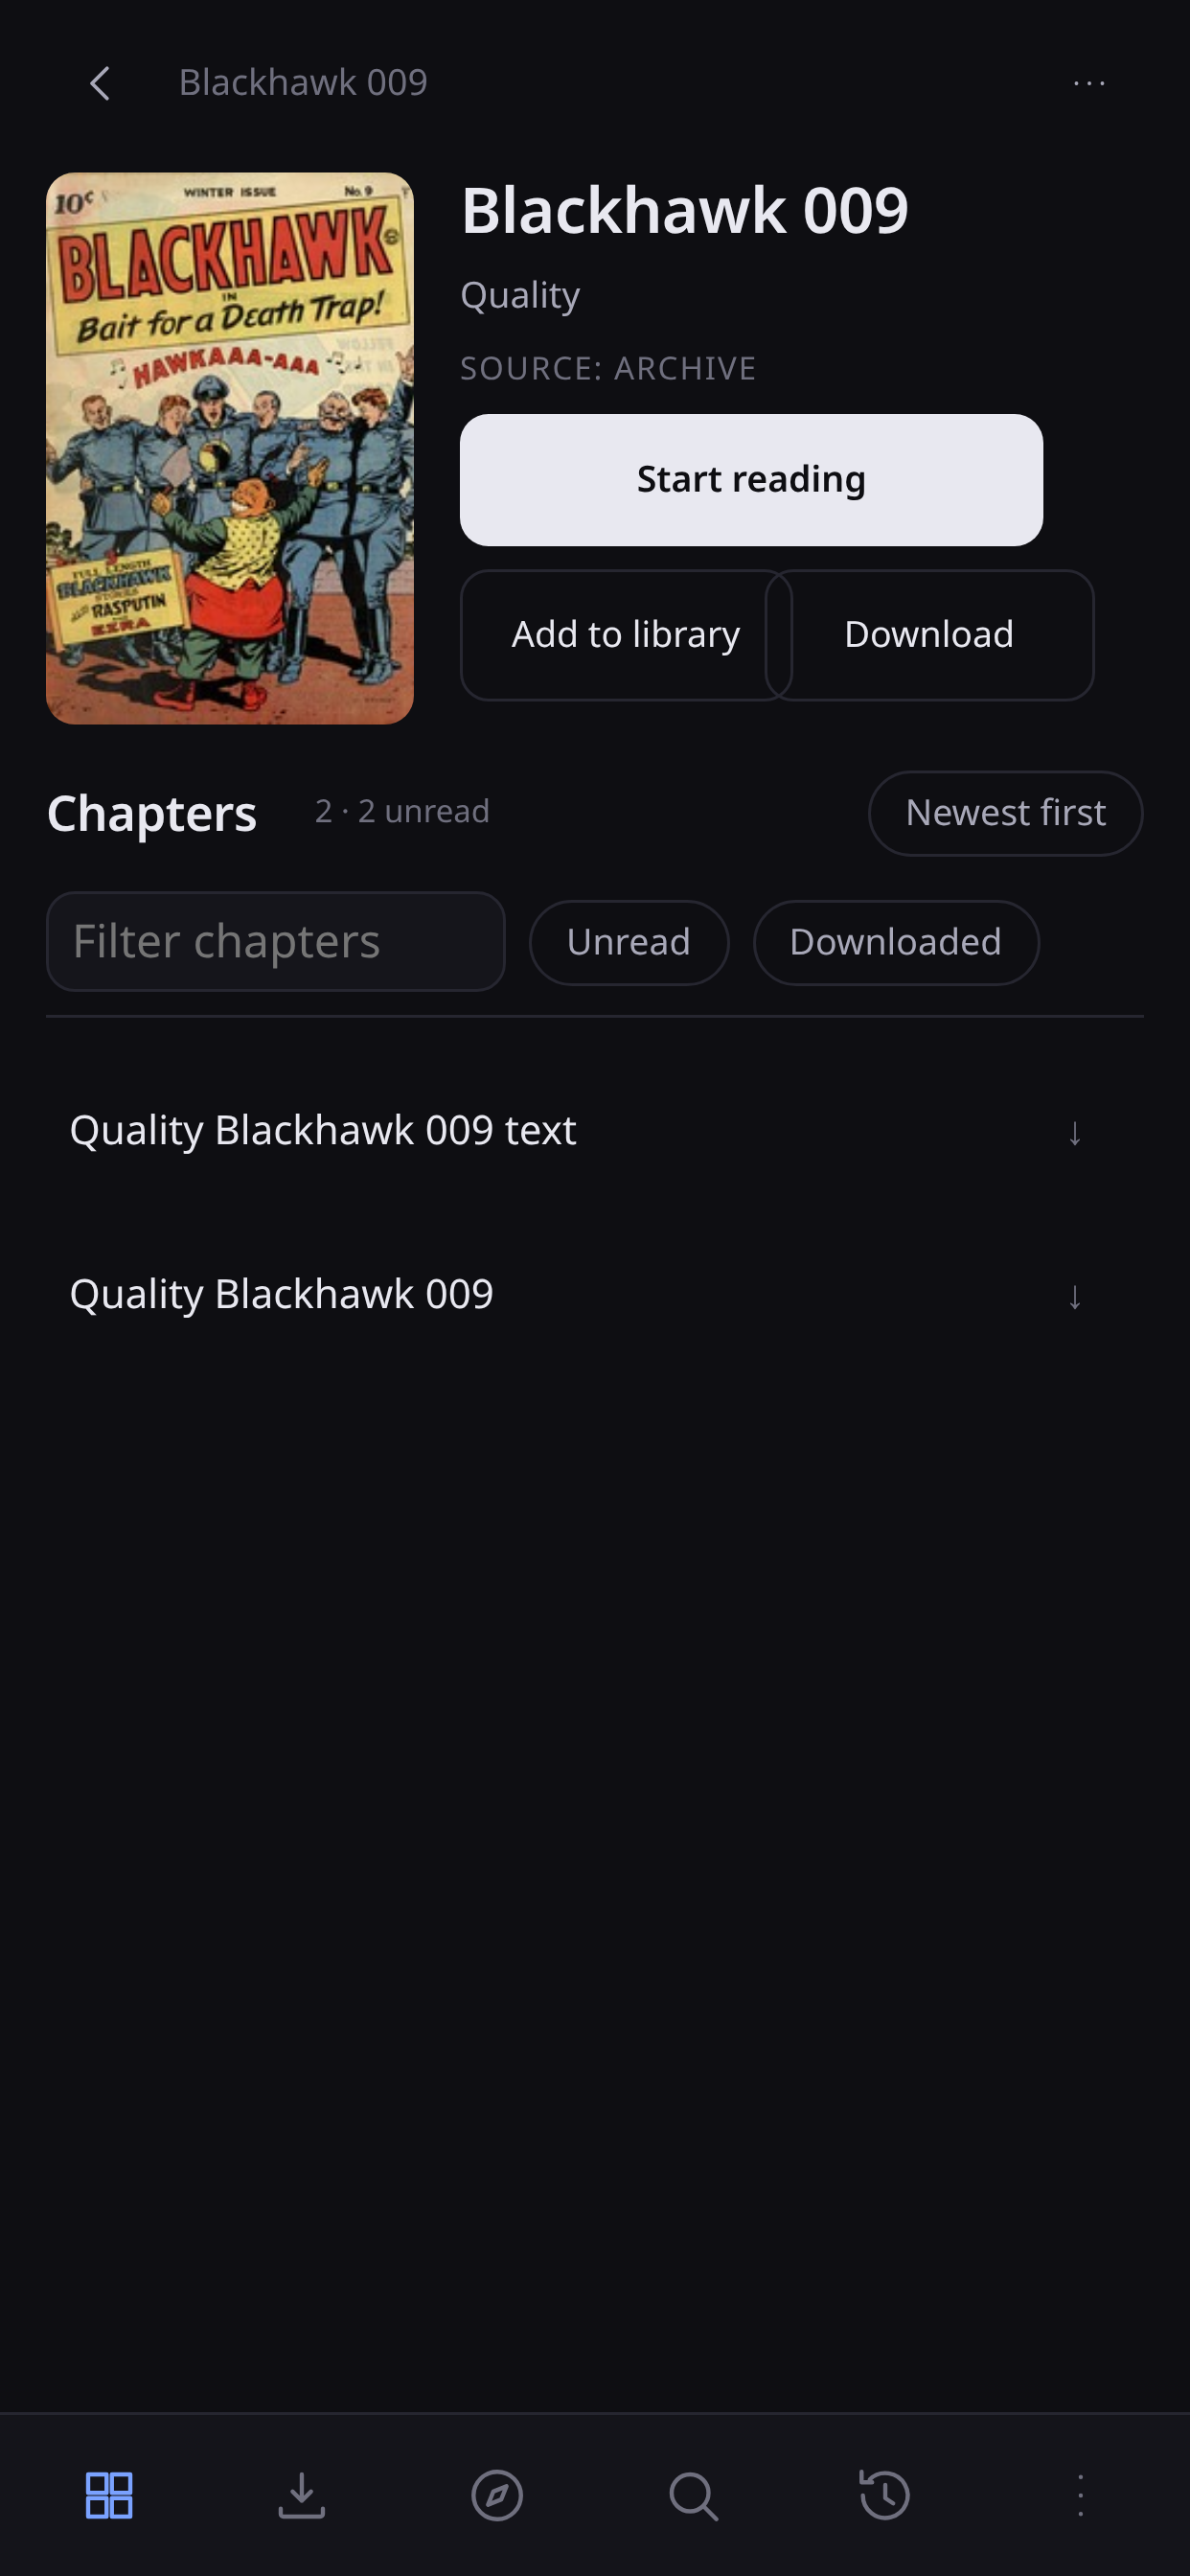 Blackhawk 009
...
10¢ WINTER ISSUE No. 9
BLACKHAWK
IN
Bait for a Death Trap!
HAWKAAA-AAA
FULL LENGTH
BLACKHAWK
STORIES
ALSO RASPUTIN
EZRA
Blackhawk 009
Quality
SOURCE: ARCHIVE
Start reading
Add to library Download
Chapters 2 · 2 unread Newest first
Filter chapters Unread Downloaded
Quality Blackhawk 009 text ↓
Quality Blackhawk 009 ↓